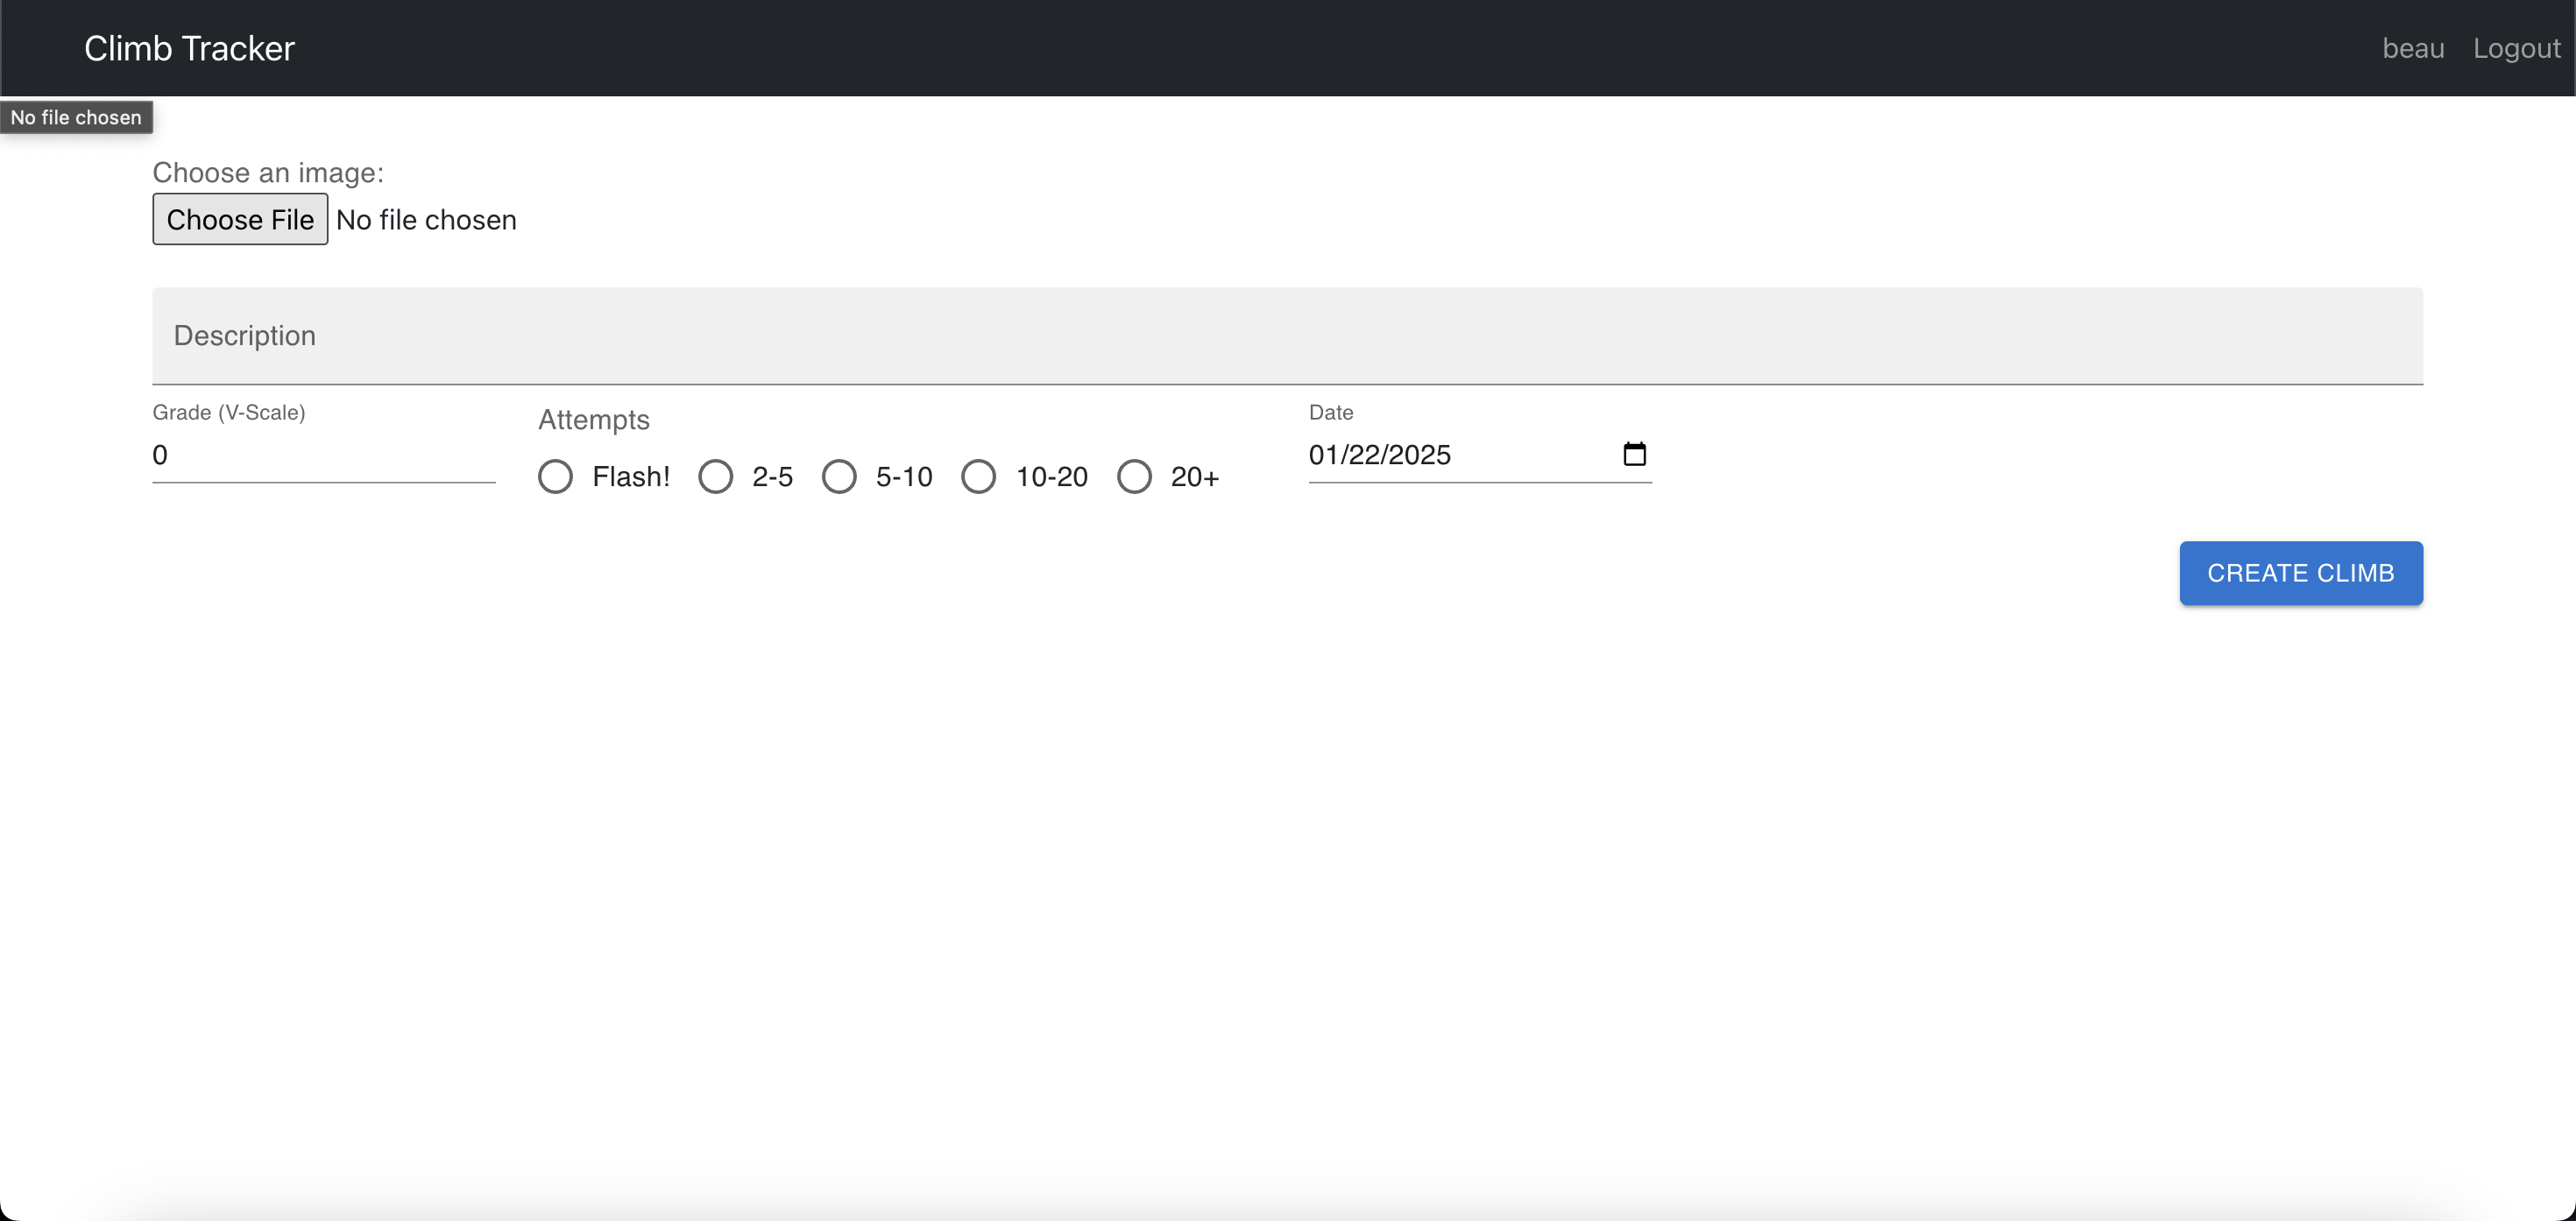 Climb Tracker
beau Logout
No file chosen
Choose an image:
Choose File No file chosen
Description
Grade (V-Scale)
0
Attempts
Flash! 2-5 5-10 10-20 20+
Date
01/22/2025
CREATE CLIMB